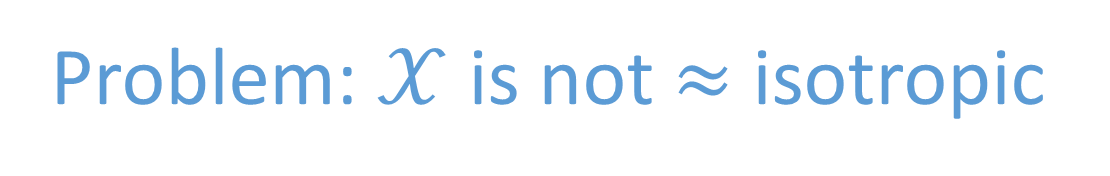 Problem: 𝒳 is not ≈ isotropic